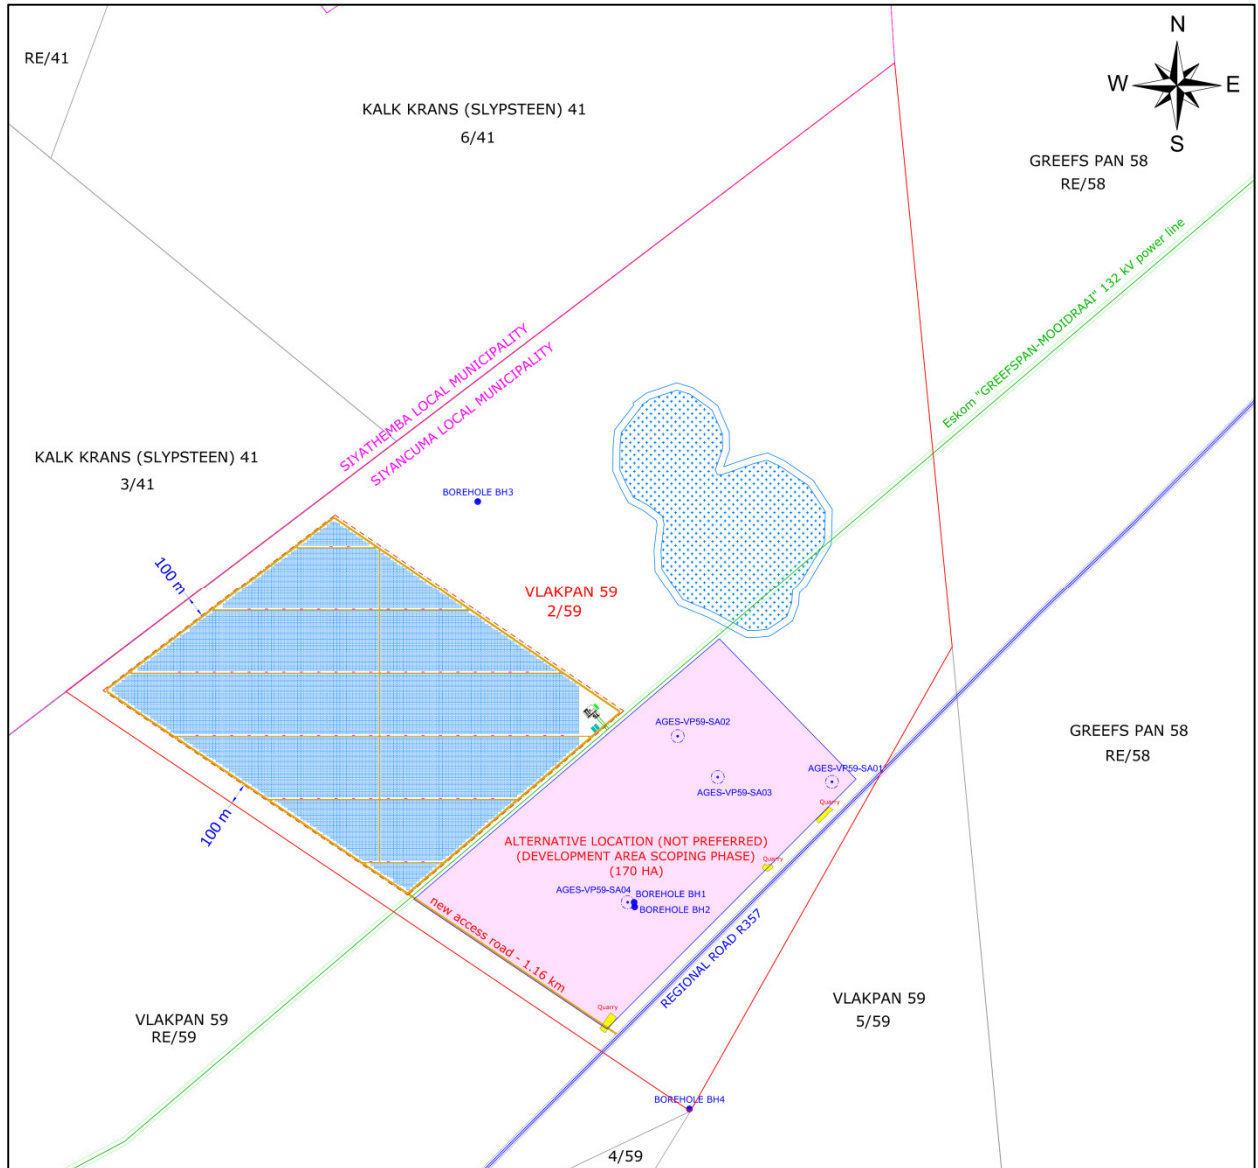 N
RE/41
W
E
KALK KRANS (SLYPSTEEN) 41
6/41
S
GREEFS PAN 58
RE/58
Eskom "GREEFSPAN-MOOIDRAAI" 132 kV power line
SIYATHEMBA LOCAL MUNICIPALITY
SIYANCUMA LOCAL MUNICIPALITY
KALK KRANS (SLYPSTEEN) 41
3/41
BOREHOLE BH3
100 m
VLAKPAN 59
2/59
AGES-VP59-SA02
GREEFS PAN 58
RE/58
AGES-VP59-SA01
AGES-VP59-SA03
Quarry
100 m
ALTERNATIVE LOCATION (NOT PREFERRED)
(DEVELOPMENT AREA SCOPING PHASE)
(170 HA)
Quarry
AGES-VP59-SA04
BOREHOLE BH1
BOREHOLE BH2
new access road - 1.16 km
REGIONAL ROAD R357
VLAKPAN 59
5/59
Quarry
VLAKPAN 59
RE/59
BOREHOLE BH4
4/59